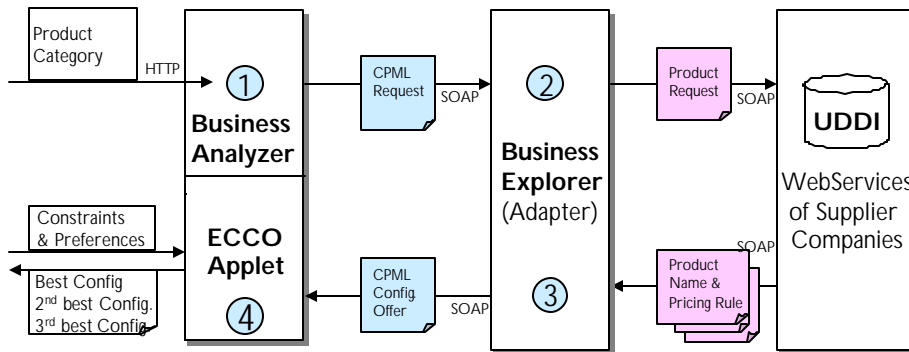 Product
Category
HTTP
1
Business
Analyzer
CPML
Request
SOAP
2
Business
Explorer
(Adapter)
Product
Request
SOAP
UDDI
WebServices
of Supplier
Companies
Constraints
& Preferences
Best Config
2nd best Config.
3rd best Config.
ECCO
Applet
4
CPML
Config.
Offer
SOAP
3
Product
Name &
Pricing Rule
SOAP